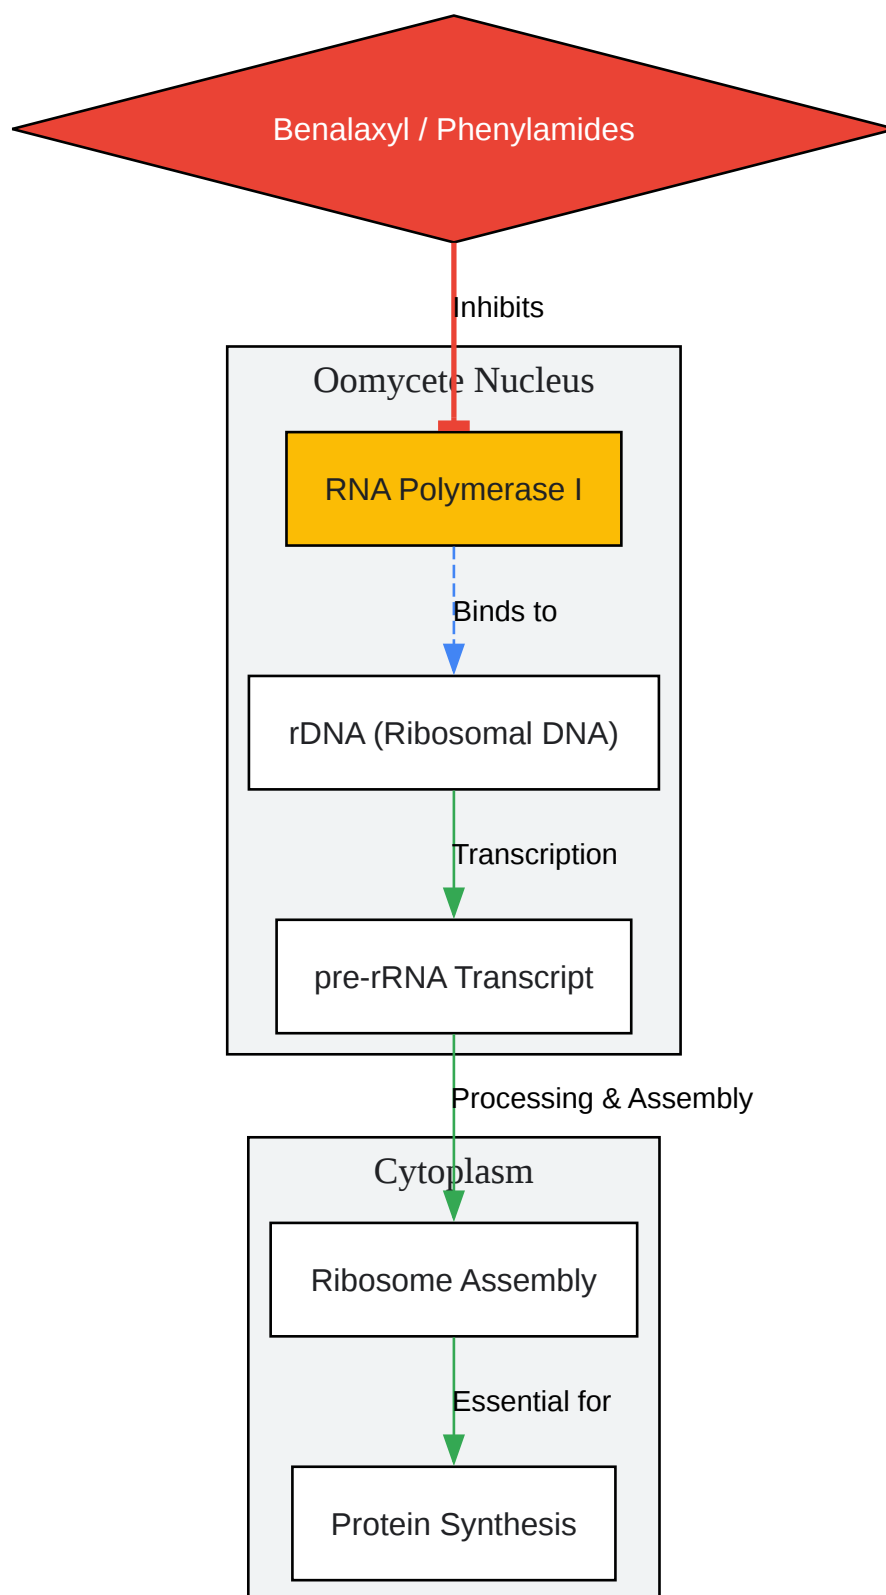 Benalaxyl / Phenylamides
Inhibits
Oomycete Nucleus
RNA Polymerase I
Binds to
rDNA (Ribosomal DNA)
Transcription
pre-rRNA Transcript
Processing & Assembly
Cytoplasm
Ribosome Assembly
Essential for
Protein Synthesis